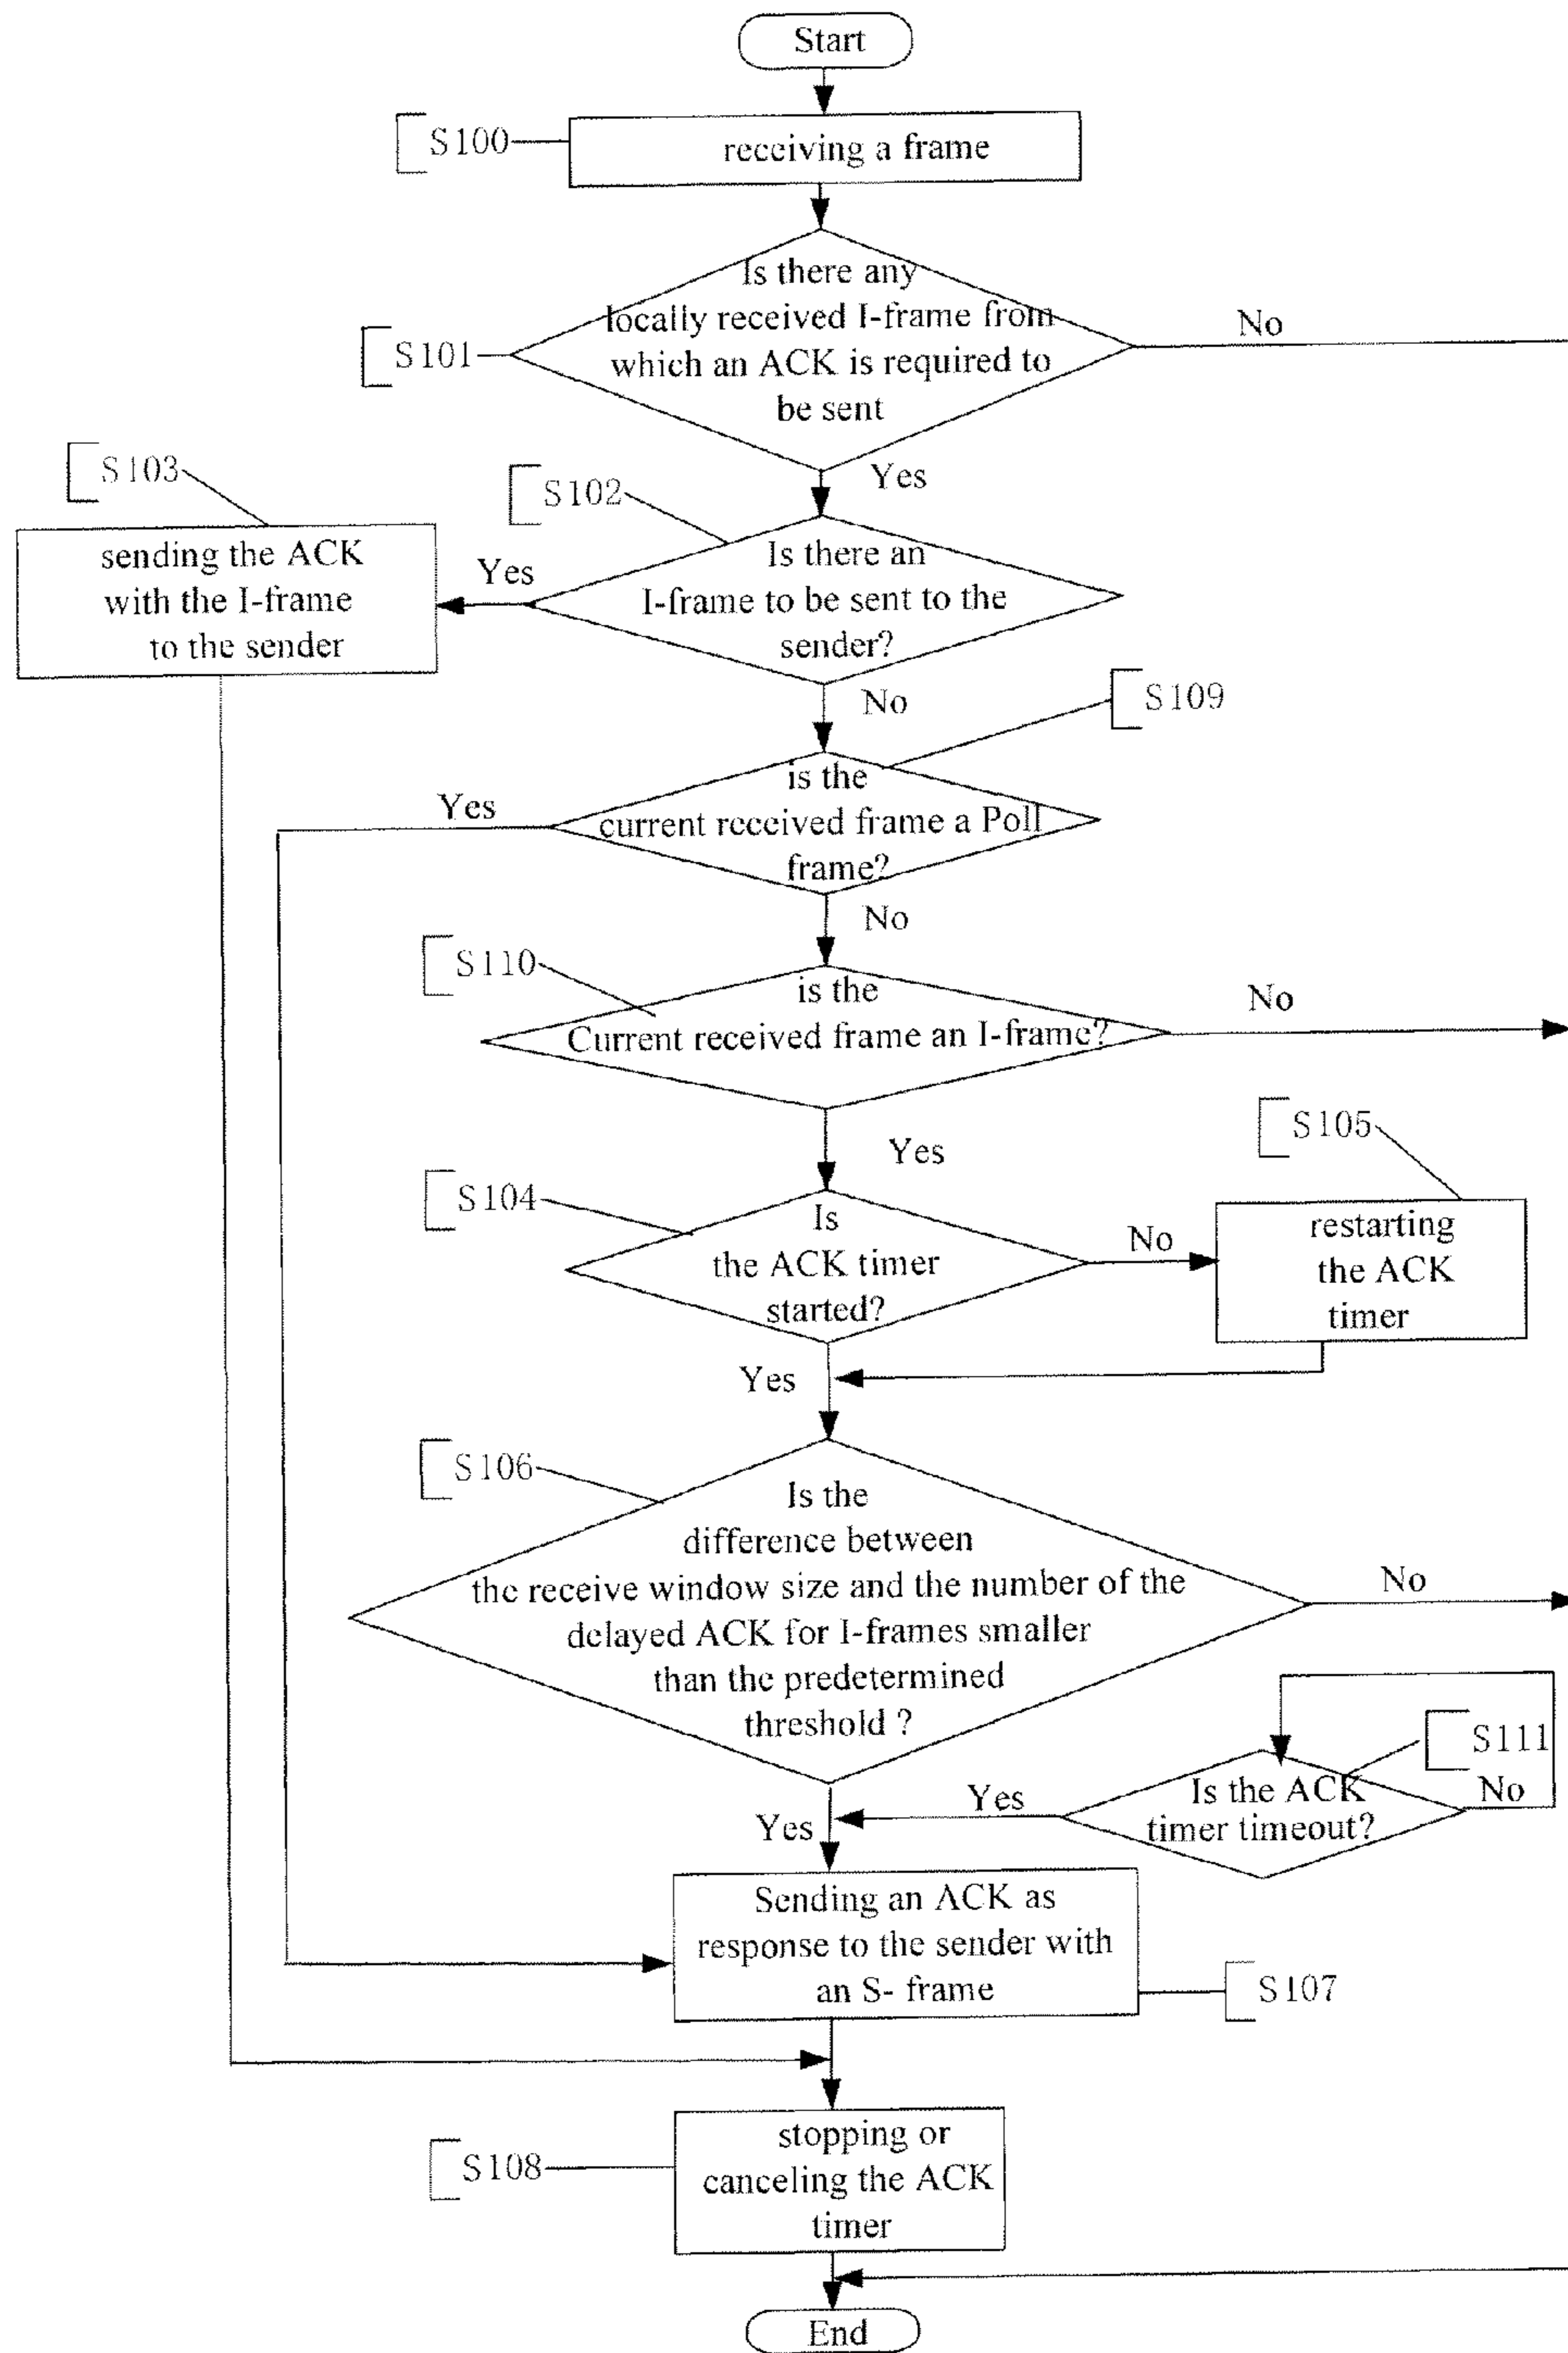 Start
S100
receiving a frame
Is there any
locally received I-frame from
which an ACK is required to
be sent
S101
No
Yes
S103
S102
sending the ACK
with the I-frame
to the sender
Yes
Is there an
I-frame to be sent to the
sender?
No
S109
Yes
is the
current received frame a Poll
frame?
No
S110
is the
Current received frame an I-frame?
No
Yes
S105
S104
Is
the ACK timer
started?
No
restarting
the ACK
timer
Yes
S106
Is the
difference between
the receive window size and the number of the
delayed ACK for I-frames smaller
than the predetermined
threshold ?
No
S111
Is the ACK
timer timeout?
Yes
No
Yes
Sending an ACK as
response to the sender with
an S- frame
S107
stopping or
canceling the ACK
timer
S108
End